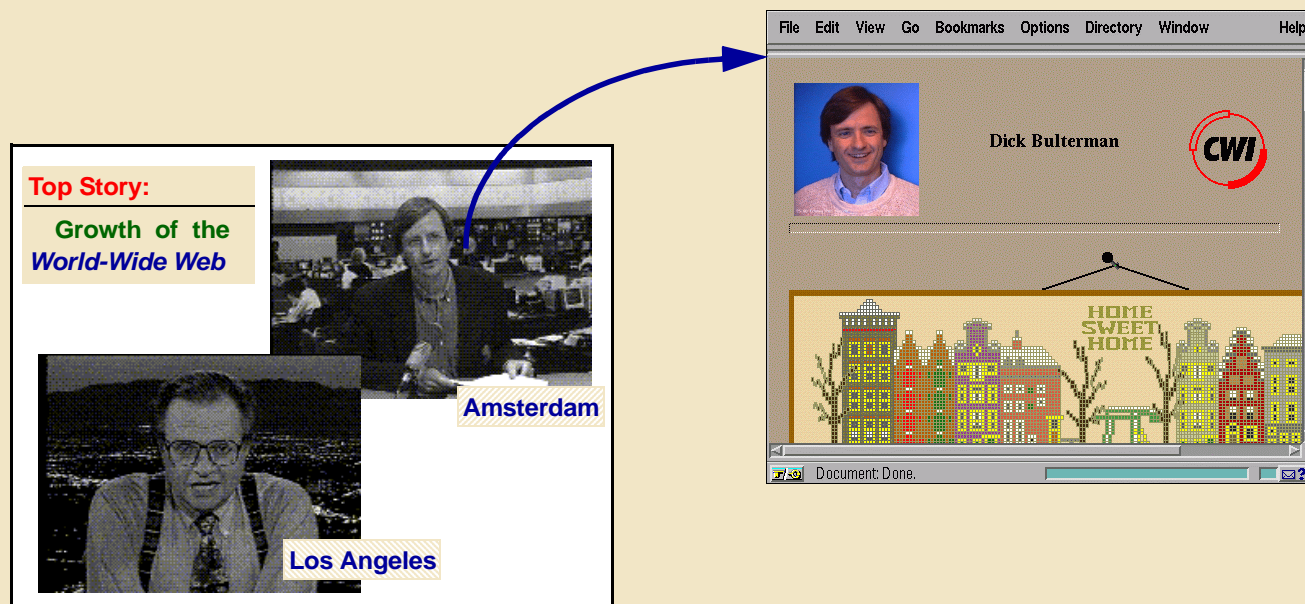 Top Story:
Growth of the
World-Wide Web
Amsterdam
Los Angeles
File Edit View Go Bookmarks Options Directory Window Help
Dick Bulterman
CWI
HOME
SWEET
HOME
Document: Done.
?